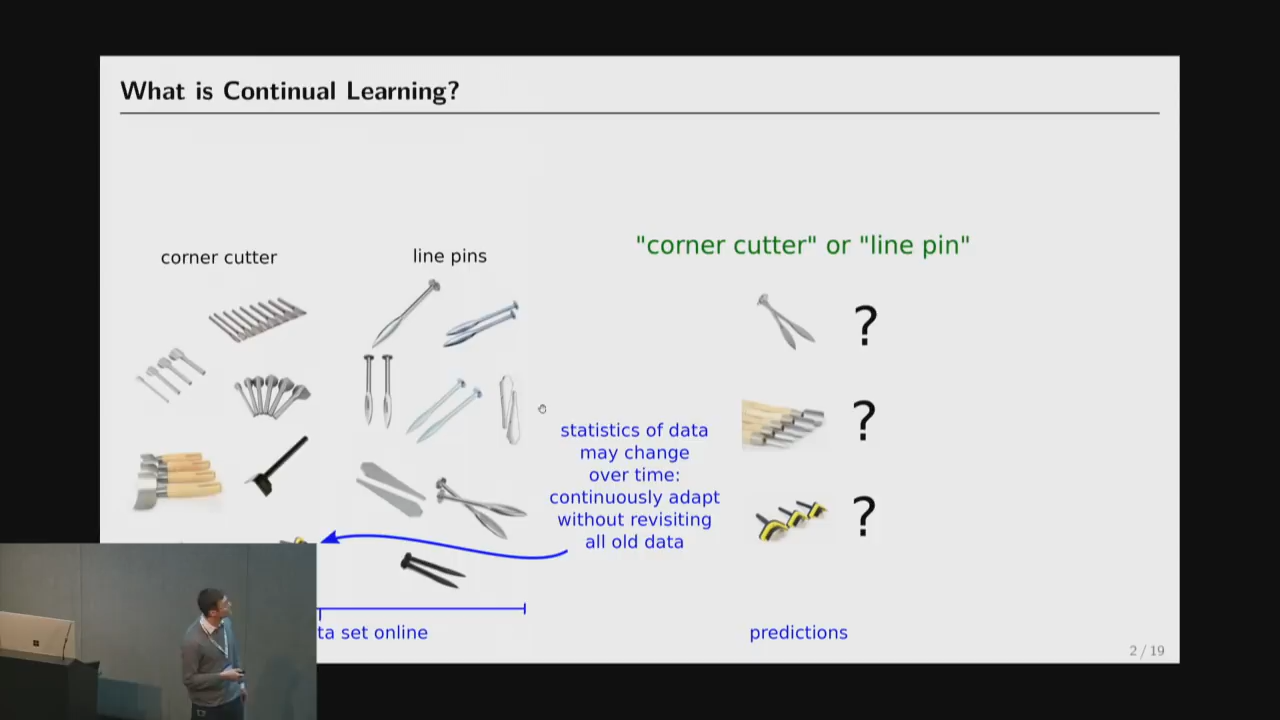 What is Continual Learning?
corner cutter
line pins
"corner cutter" or "line pin"
?
?
?
statistics of data
may change
over time:
continuously adapt
without revisiting
all old data
set online
predictions
2 / 19